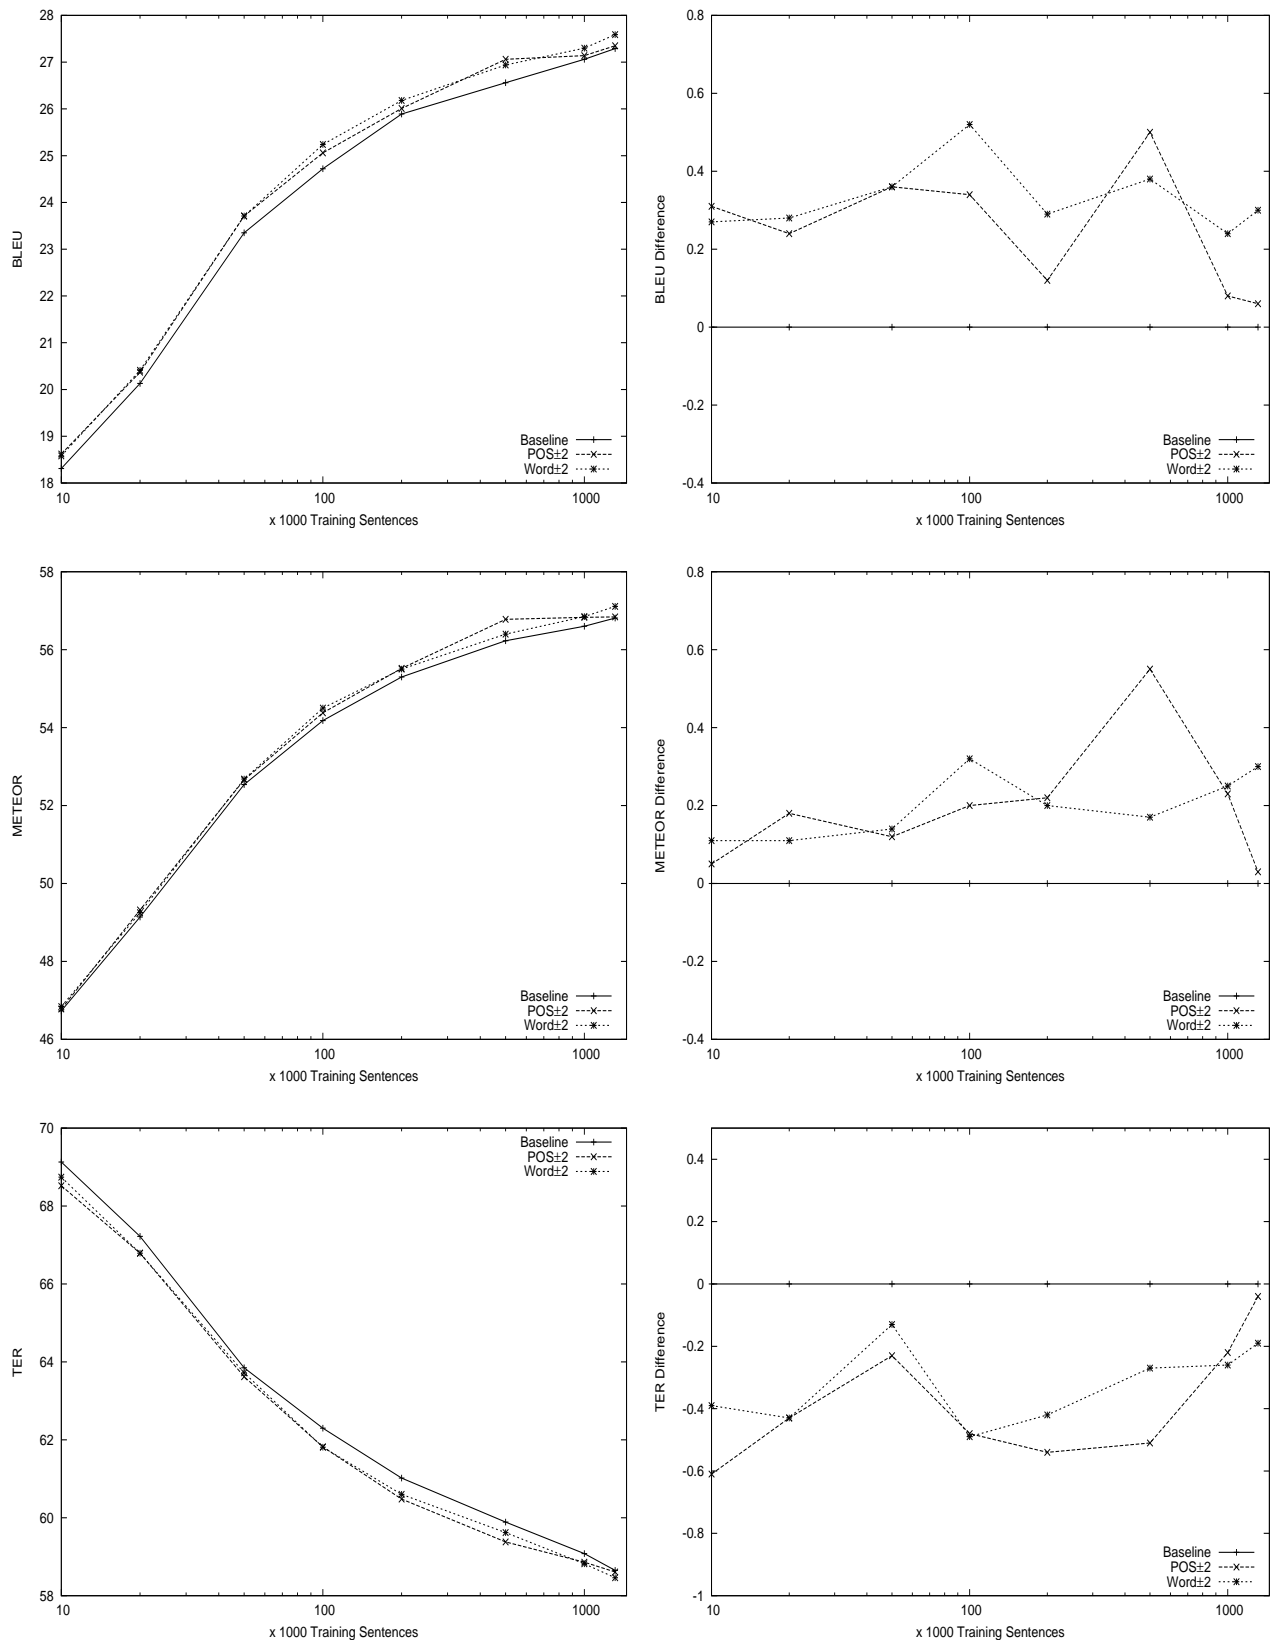 28
27
26
25
24
23
22
21
20
19
18
BLEU
10
100
1000
x 1000 Training Sentences
Baseline
POS±2
Word±2
0.8
0.6
0.4
0.2
0
-0.2
-0.4
BLEU Difference
10
100
1000
x 1000 Training Sentences
Baseline
POS±2
Word±2
58
56
54
52
50
48
46
METEOR
10
100
1000
x 1000 Training Sentences
Baseline
POS±2
Word±2
0.8
0.6
0.4
0.2
0
-0.2
-0.4
METEOR Difference
10
100
1000
x 1000 Training Sentences
Baseline
POS±2
Word±2
70
68
66
64
62
60
58
TER
10
100
1000
x 1000 Training Sentences
Baseline
POS±2
Word±2
0.4
0.2
0
-0.2
-0.4
-0.6
-0.8
-1
TER Difference
10
100
1000
x 1000 Training Sentences
Baseline
POS±2
Word±2